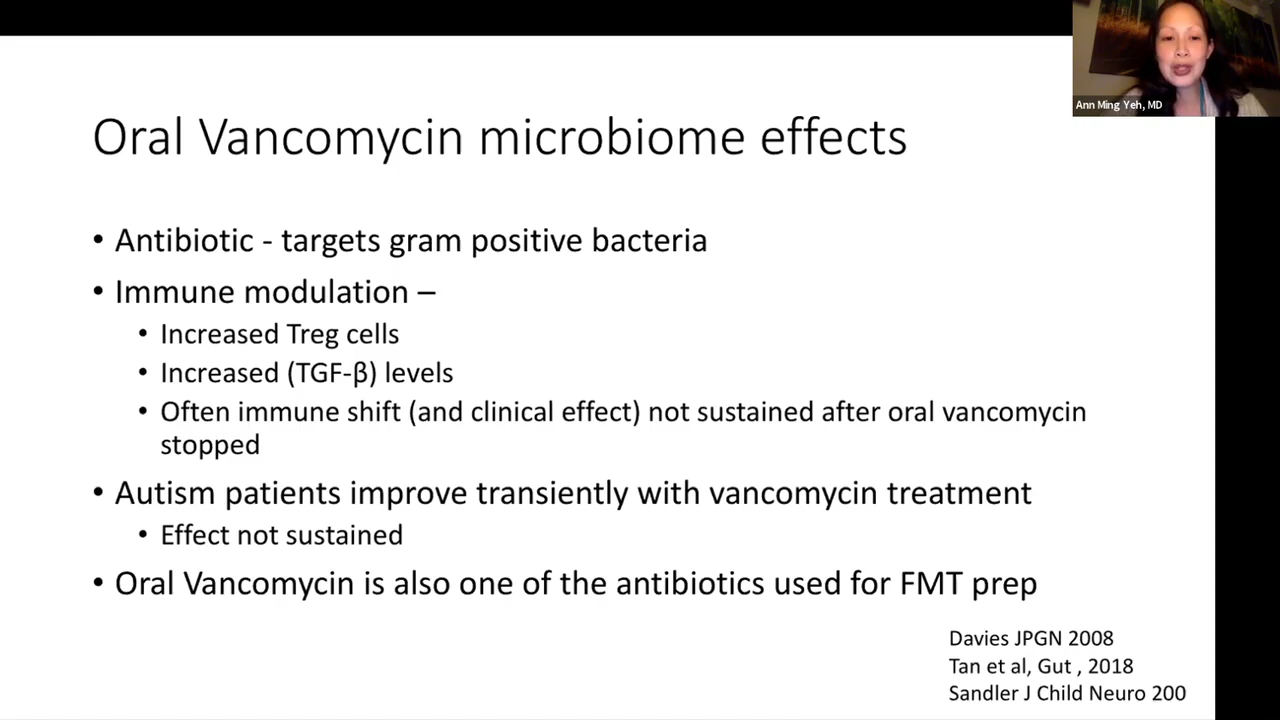 Ann Ming Yeh, MD
Oral Vancomycin microbiome effects
• Antibiotic - targets gram positive bacteria
• Immune modulation –
• Increased Treg cells
• Increased (TGF-β) levels
• Often immune shift (and clinical effect) not sustained after oral vancomycin
stopped
• Autism patients improve transiently with vancomycin treatment
• Effect not sustained
• Oral Vancomycin is also one of the antibiotics used for FMT prep
Davies JPGN 2008
Tan et al, Gut , 2018
Sandler J Child Neuro 200